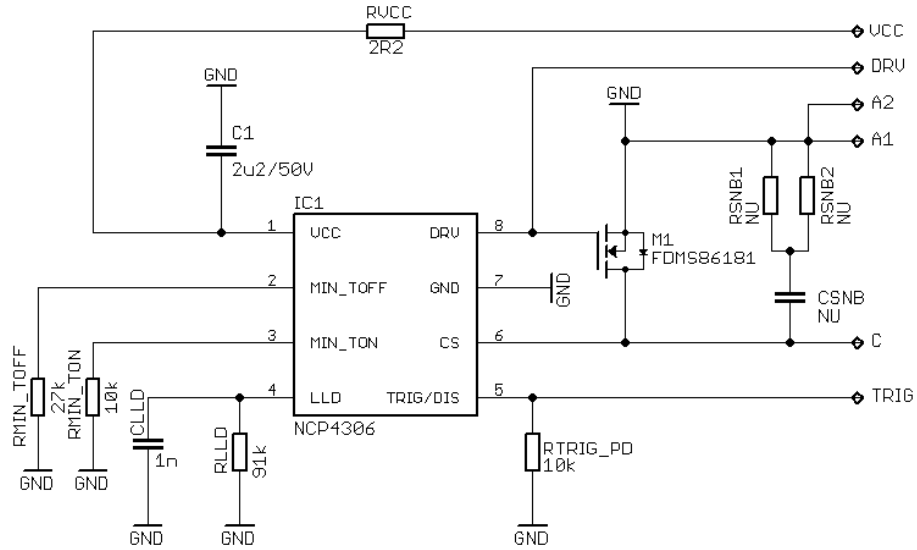 RVCC
2R2
VCC
DRV
A2
A1
GND
GND
C1
2u2/50V
RSNB1
NU
RSNB2
NU
IC1
1
VCC
DRV
8
M1
FDMS86181
2
MIN_TOFF
GND
7
GND
CSNB
NU
3
MIN_TON
CS
6
C
4
LLD
TRIG/DIS
5
TRIG
NCP4306
RMIN_TOFF
27k
RMIN_TON
10k
CLLD
1n
RLLD
91k
RTRIG_PD
10k
GND
GND
GND
GND
GND